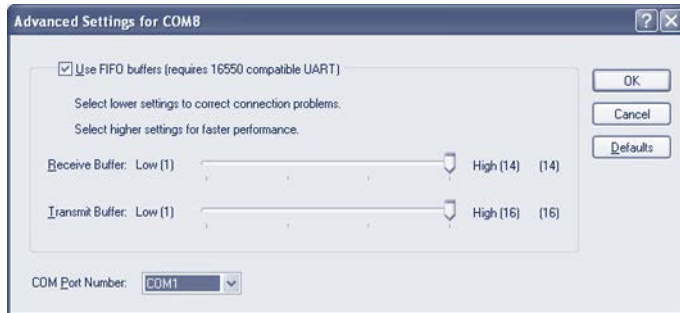 Advanced Settings for COM8
Use FIFO buffers (requires 16550 compatible UART)
OK
Select lower settings to correct connection problems.
Cancel
Select higher settings for faster performance.
Defaults
Receive Buffer: Low (1) High (14) (14)
Transmit Buffer: Low (1) High (16) (16)
COM Port Number: COM1